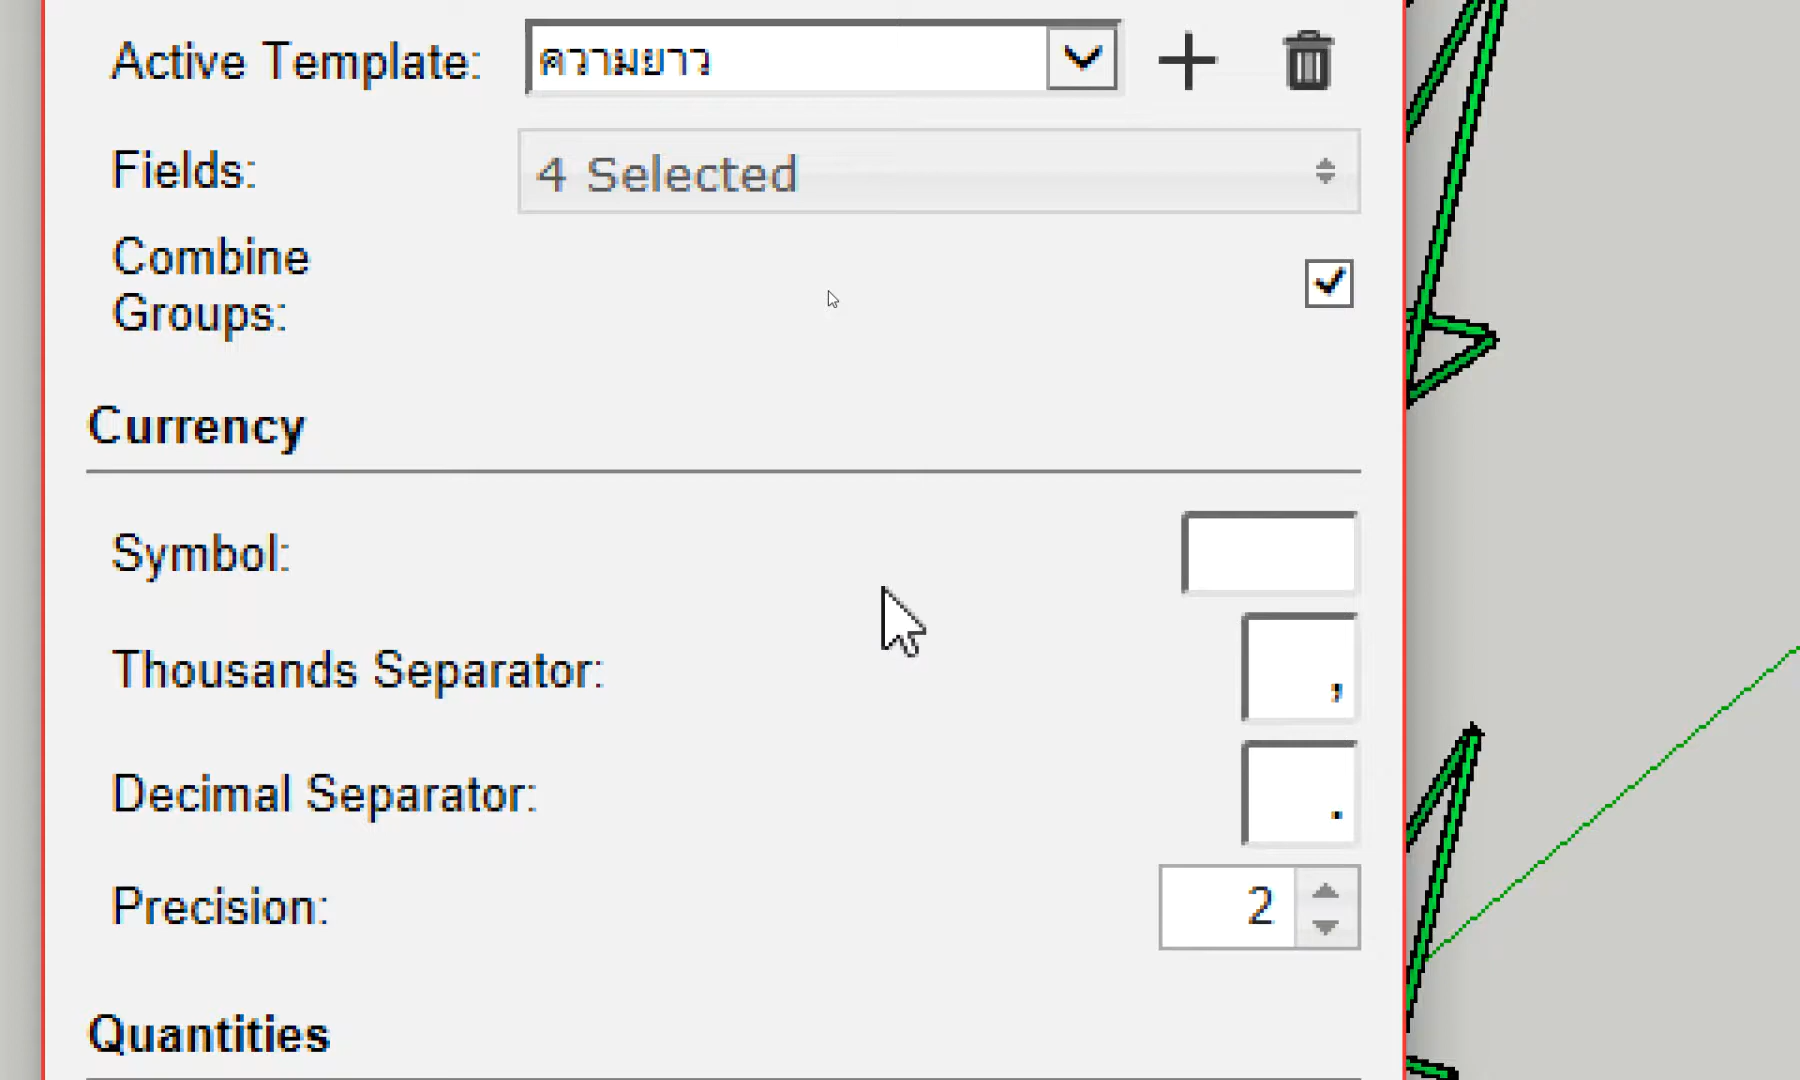 Active Template: ความยาว
Fields: 4 Selected
Combine
Groups:
Currency
Symbol:
Thousands Separator: ,
Decimal Separator: .
Precision: 2
Quantities